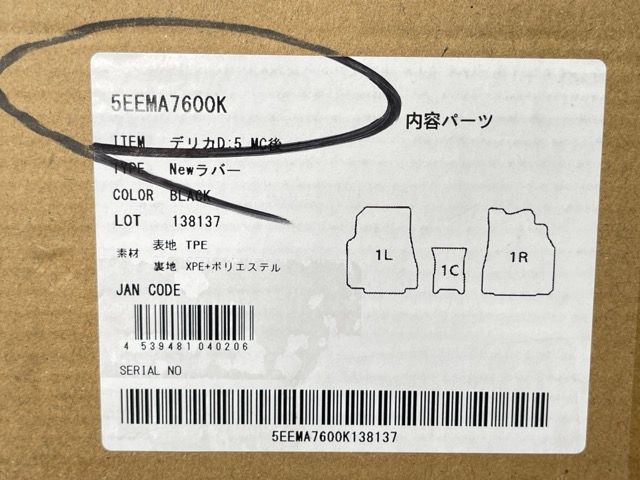 5EEMA7600K
内容パーツ
ITEM デリカD:5 MC後
TYPE Newラバー
COLOR BLACK
LOT 138137
素材 表地 TPE
裏地 XPE+ポリエステル
1L 1C 1R
JAN CODE
4 539481 040206
SERIAL NO
5EEMA7600K138137